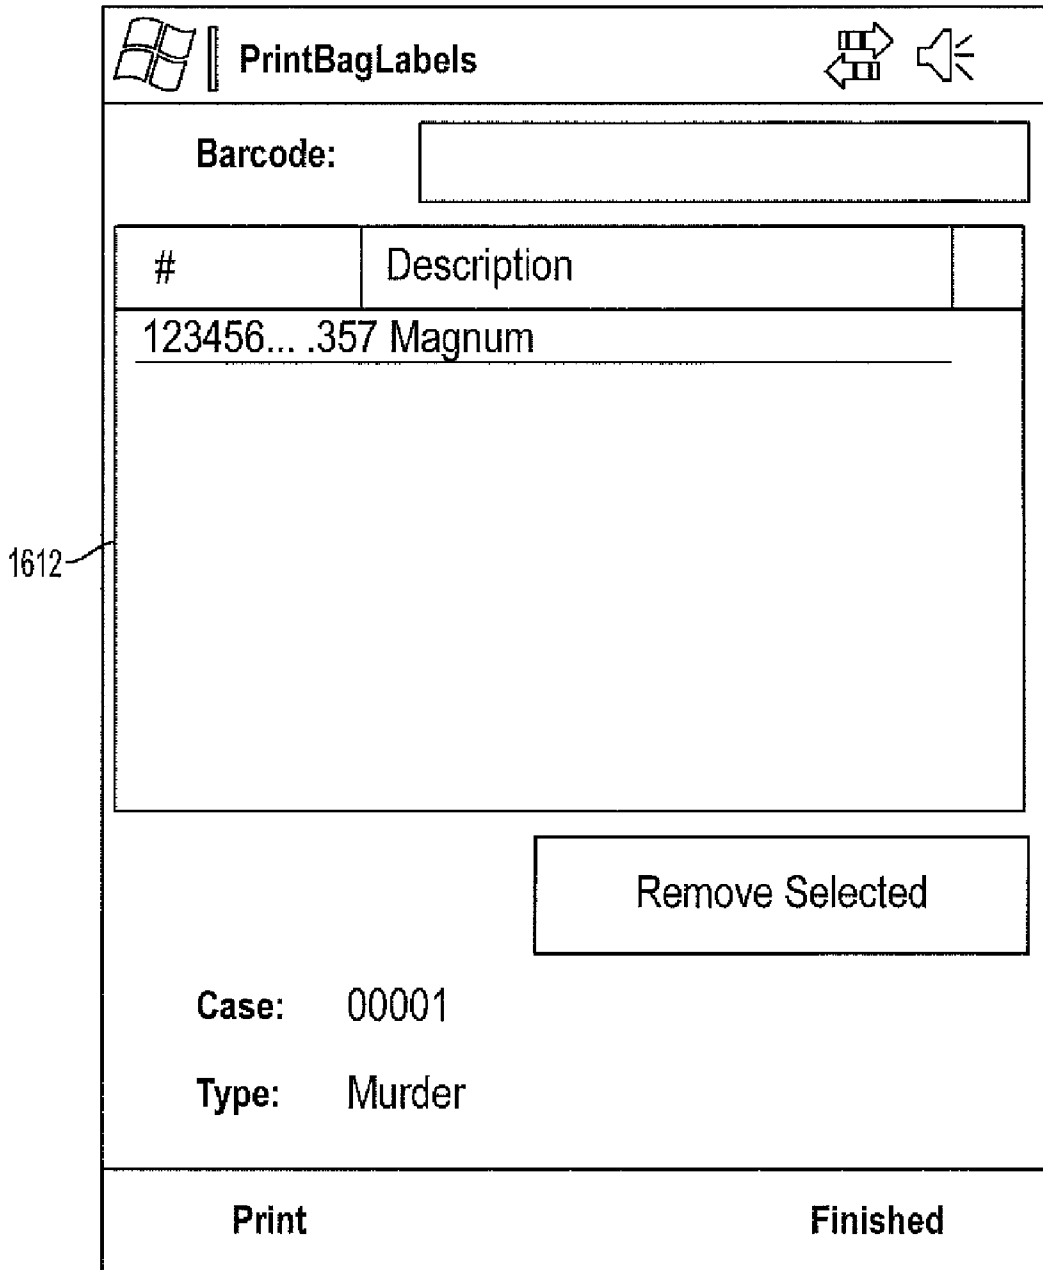 PrintBagLabels
Barcode:
# Description
123456... .357 Magnum
1612
Remove Selected
Case: 00001
Type: Murder
Print Finished